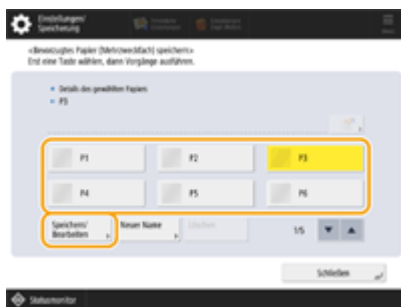 Einstellungen/
Speicherung
<Bevorzugtes Papier (Mehrzweckfach) speichern>
Erst eine Taste wählen, dann Vorgänge ausführen.
Details des gewählten Papiers
P3
P1 P2 P3
P4 P5 P6
Speichern/
Bearbeiten
Neuer Name
Löschen
1/5
Schließen
Statusmonitor